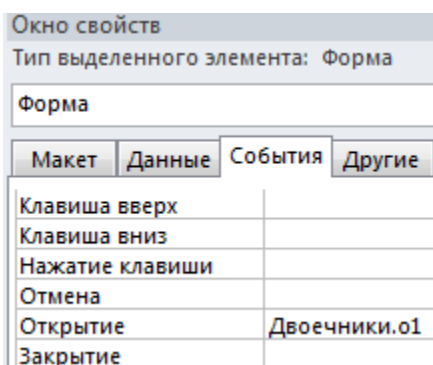 Окно свойств
Тип выделенного элемента: Форма
Форма
Макет Данные События Другие
Клавиша вверх
Клавиша вниз
Нажатие клавиши
Отмена
Открытие Двоечники.о1
Закрытие